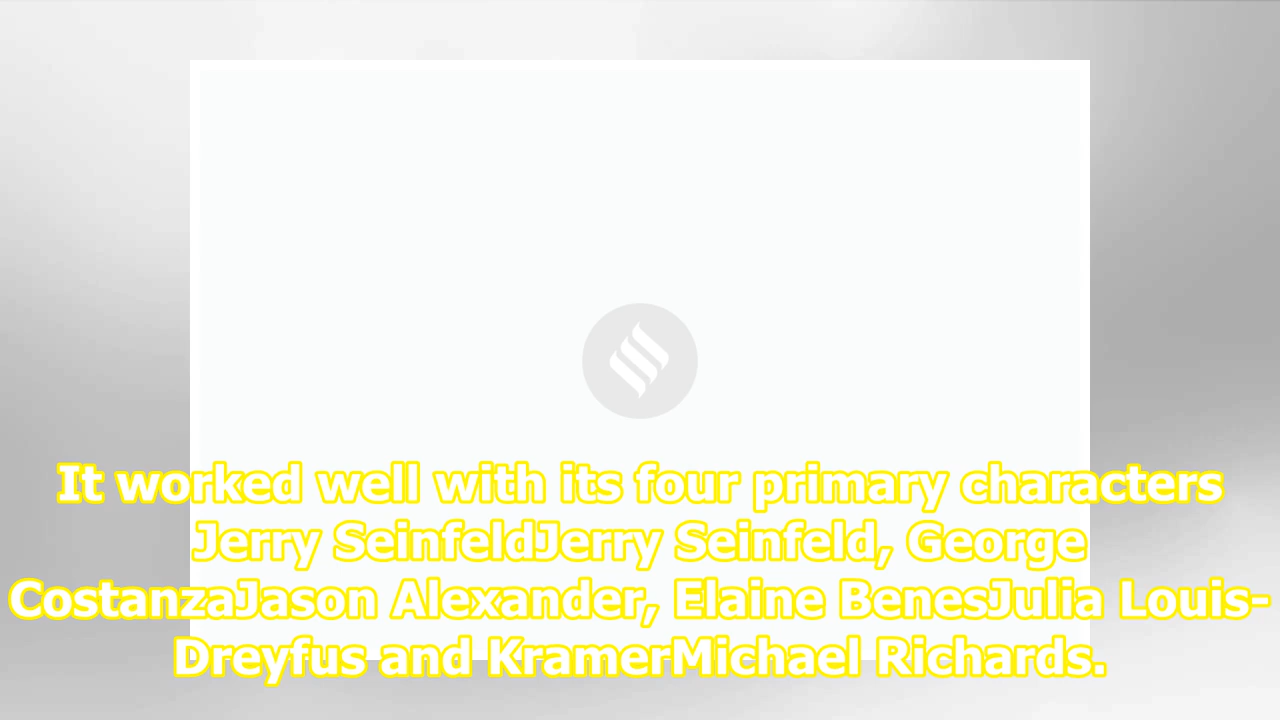 It worked well with its four primary characters
Jerry SeinfeldJerry Seinfeld, George
CostanzaJason Alexander, Elaine BenesJulia Louis-
Dreyfus and KramerMichael Richards.